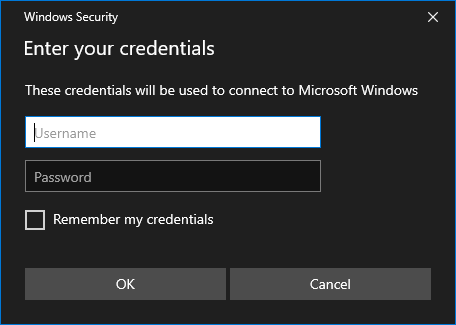 Windows Security
Enter your credentials
These credentials will be used to connect to Microsoft Windows
Username
Password
Remember my credentials
OK
Cancel